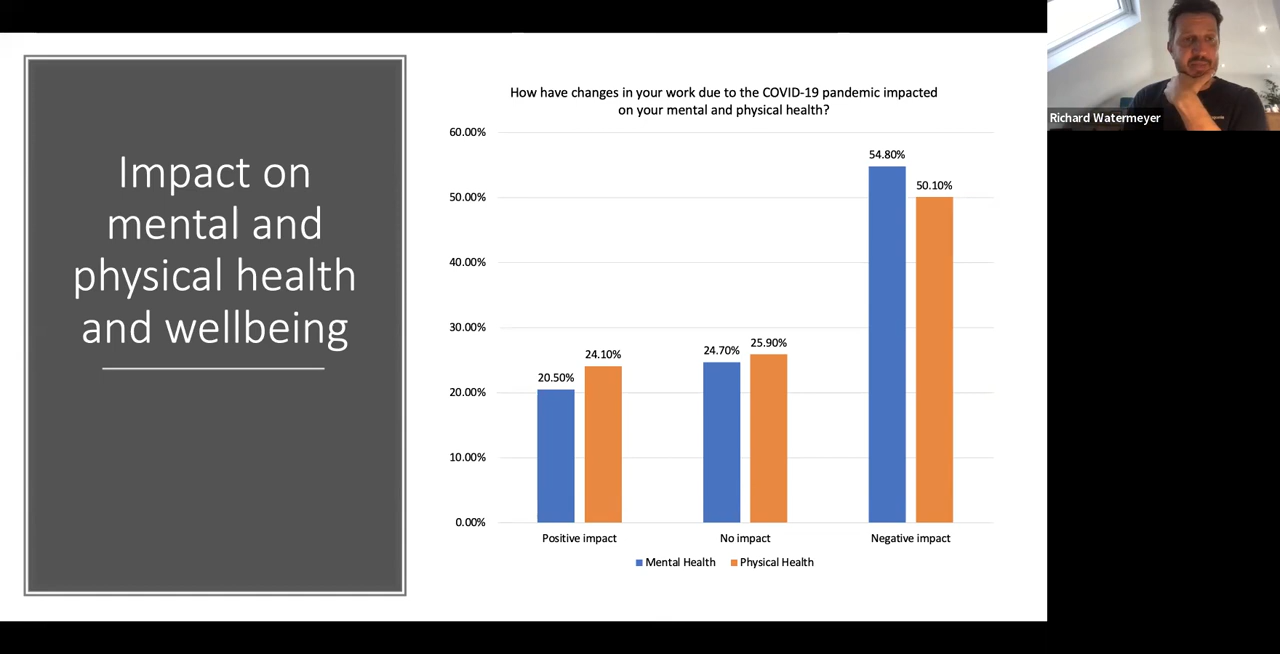 Impact on
mental and
physical health
and wellbeing
How have changes in your work due to the COVID-19 pandemic impacted
on your mental and physical health?
60.00%
50.00%
40.00%
30.00%
20.00%
10.00%
0.00%
20.50%
24.10%
24.70%
25.90%
54.80%
50.10%
Positive impact
No impact
Negative impact
Mental Health
Physical Health
Richard Watermeyer